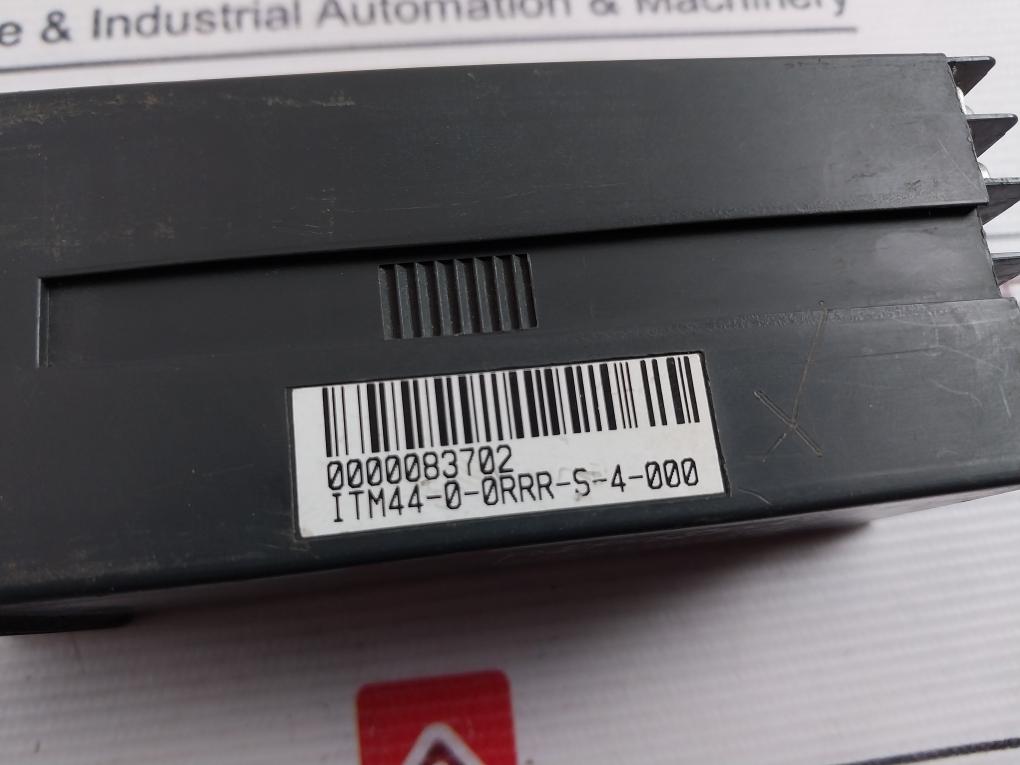 & Industrial Automation & Machinery
0000083702
ITM44-0-0RRR-S-4-000